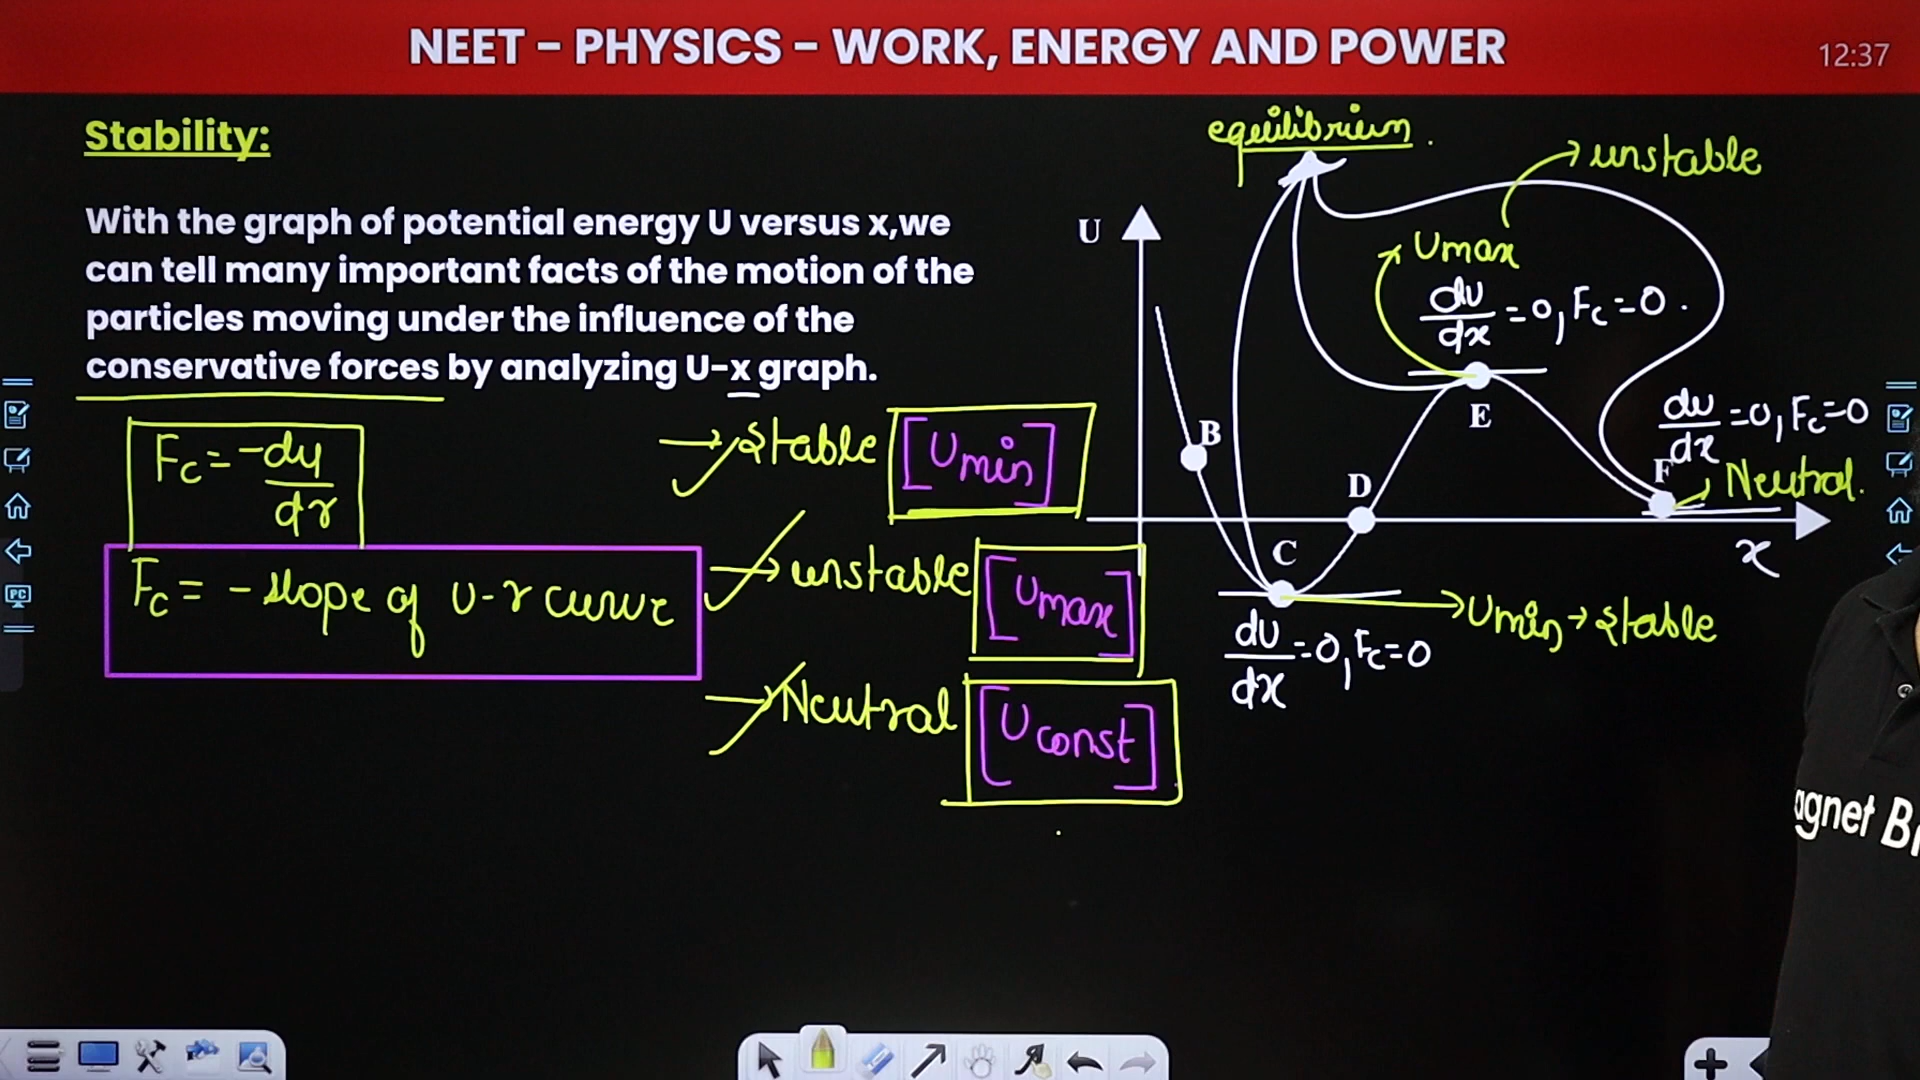 NEET - PHYSICS - WORK, ENERGY AND POWER
12:37
Stability:
With the graph of potential energy U versus x,we
can tell many important facts of the motion of the
particles moving under the influence of the
conservative forces by analyzing U-x graph.
Fc = -du/dr
Fc = - slope of U-r curve
→ stable [Umin]
→ unstable [Umax]
→ Neutral [Uconst]
equilibrium.
→ unstable
U
Umax
du/dx = 0, Fc = 0.
B
E
du/dx = 0, Fc = 0
D
F
→ Neutral.
C
x
→ Umin → stable
dU/dx = 0, Fc = 0
agnet B
PC
PC